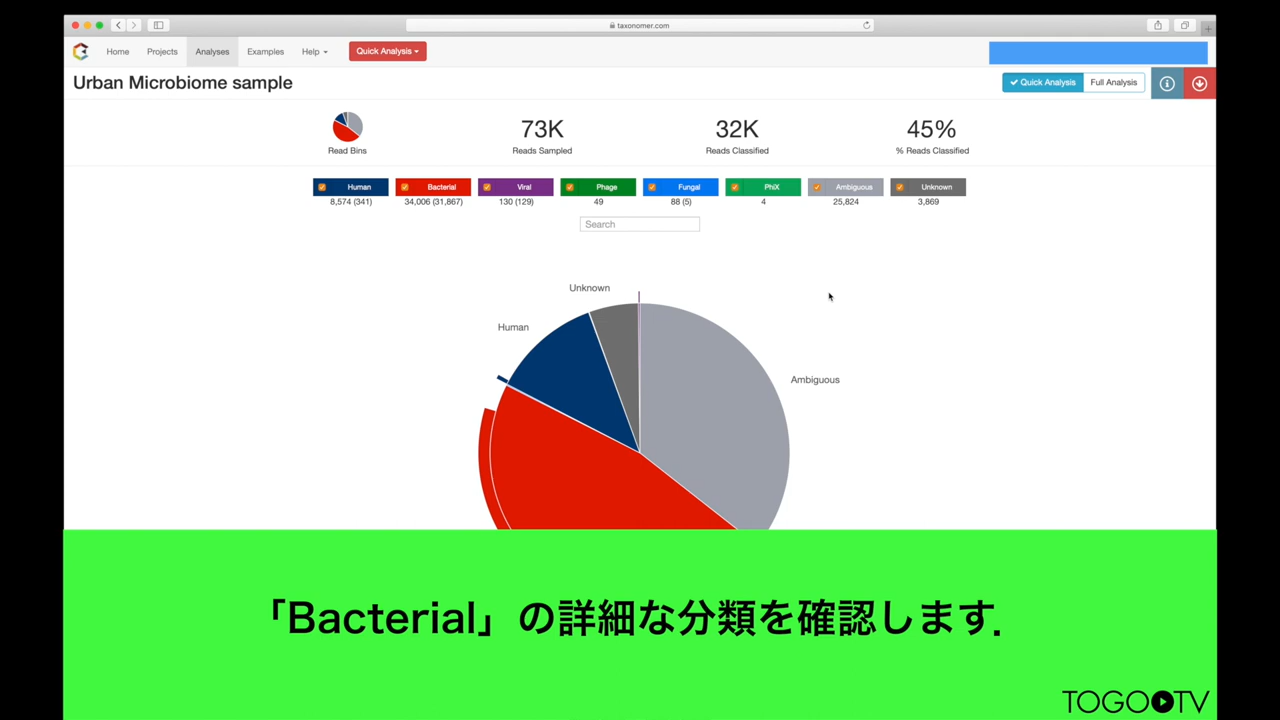 taxonomer.com
Home Projects Analyses Examples Help Quick Analysis
Urban Microbiome sample
Quick Analysis Full Analysis
73K 32K 45%
Read Bins Reads Sampled Reads Classified % Reads Classified
Human Bacterial Viral Phage Fungal PhiX Ambiguous Unknown
8,574 (341) 34,006 (31,867) 130 (129) 49 88 (5) 4 25,824 3,869
Search
Unknown
Human
Ambiguous
「Bacterial」の詳細な分類を確認します.
TOGO TV